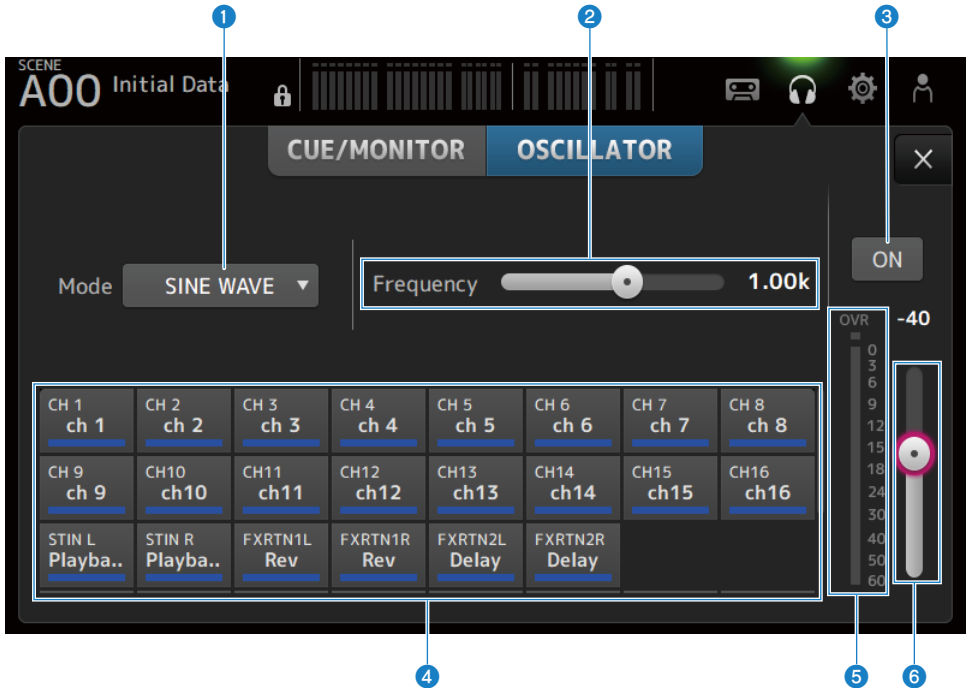 1 2 3
SCENE
A00 Initial Data
CUE/MONITOR OSCILLATOR
ON
Mode SINE WAVE Frequency 1.00k
OVR -40
0
3
6
9
12
15
18
24
30
40
50
60
CH 1 CH 2 CH 3 CH 4 CH 5 CH 6 CH 7 CH 8
ch 1 ch 2 ch 3 ch 4 ch 5 ch 6 ch 7 ch 8
CH 9 CH10 CH11 CH12 CH13 CH14 CH15 CH16
ch 9 ch10 ch11 ch12 ch13 ch14 ch15 ch16
STIN L STIN R FXRTN1L FXRTN1R FXRTN2L FXRTN2R
Playba.. Playba.. Rev Rev Delay Delay
4 5 6